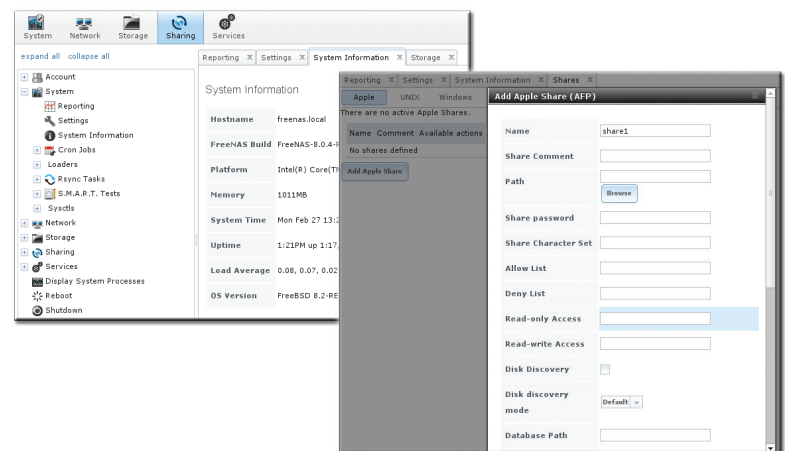 System Network Storage Sharing Services
expand all collapse all
Account
System
Reporting
Settings
System Information
Cron Jobs
Loaders
Rsync Tasks
S.M.A.R.T. Tests
Sysctls
Network
Storage
Sharing
Services
Display System Processes
Reboot
Shutdown
Reporting Settings System Information Storage
System Information
Hostname freenas.local
FreeNAS Build FreeNAS-8.0.4-
Platform Intel(R) Core(T
Memory 1011MB
System Time Mon Feb 27 13:
Uptime 1:21PM up 1:17,
Load Average 0.08, 0.07, 0.02
OS Version FreeBSD 8.2-RE
Reporting Settings System Information Shares
Apple UNIX Windows
There are no active Apple Shares.
Name Comment Available actions
No shares defined
Add Apple Share
Add Apple Share (AFP)
Name share1
Share Comment
Path
Browse
Share password
Share Character Set
Allow List
Deny List
Read-only Access
Read-write Access
Disk Discovery
Disk discovery
mode
Default
Database Path